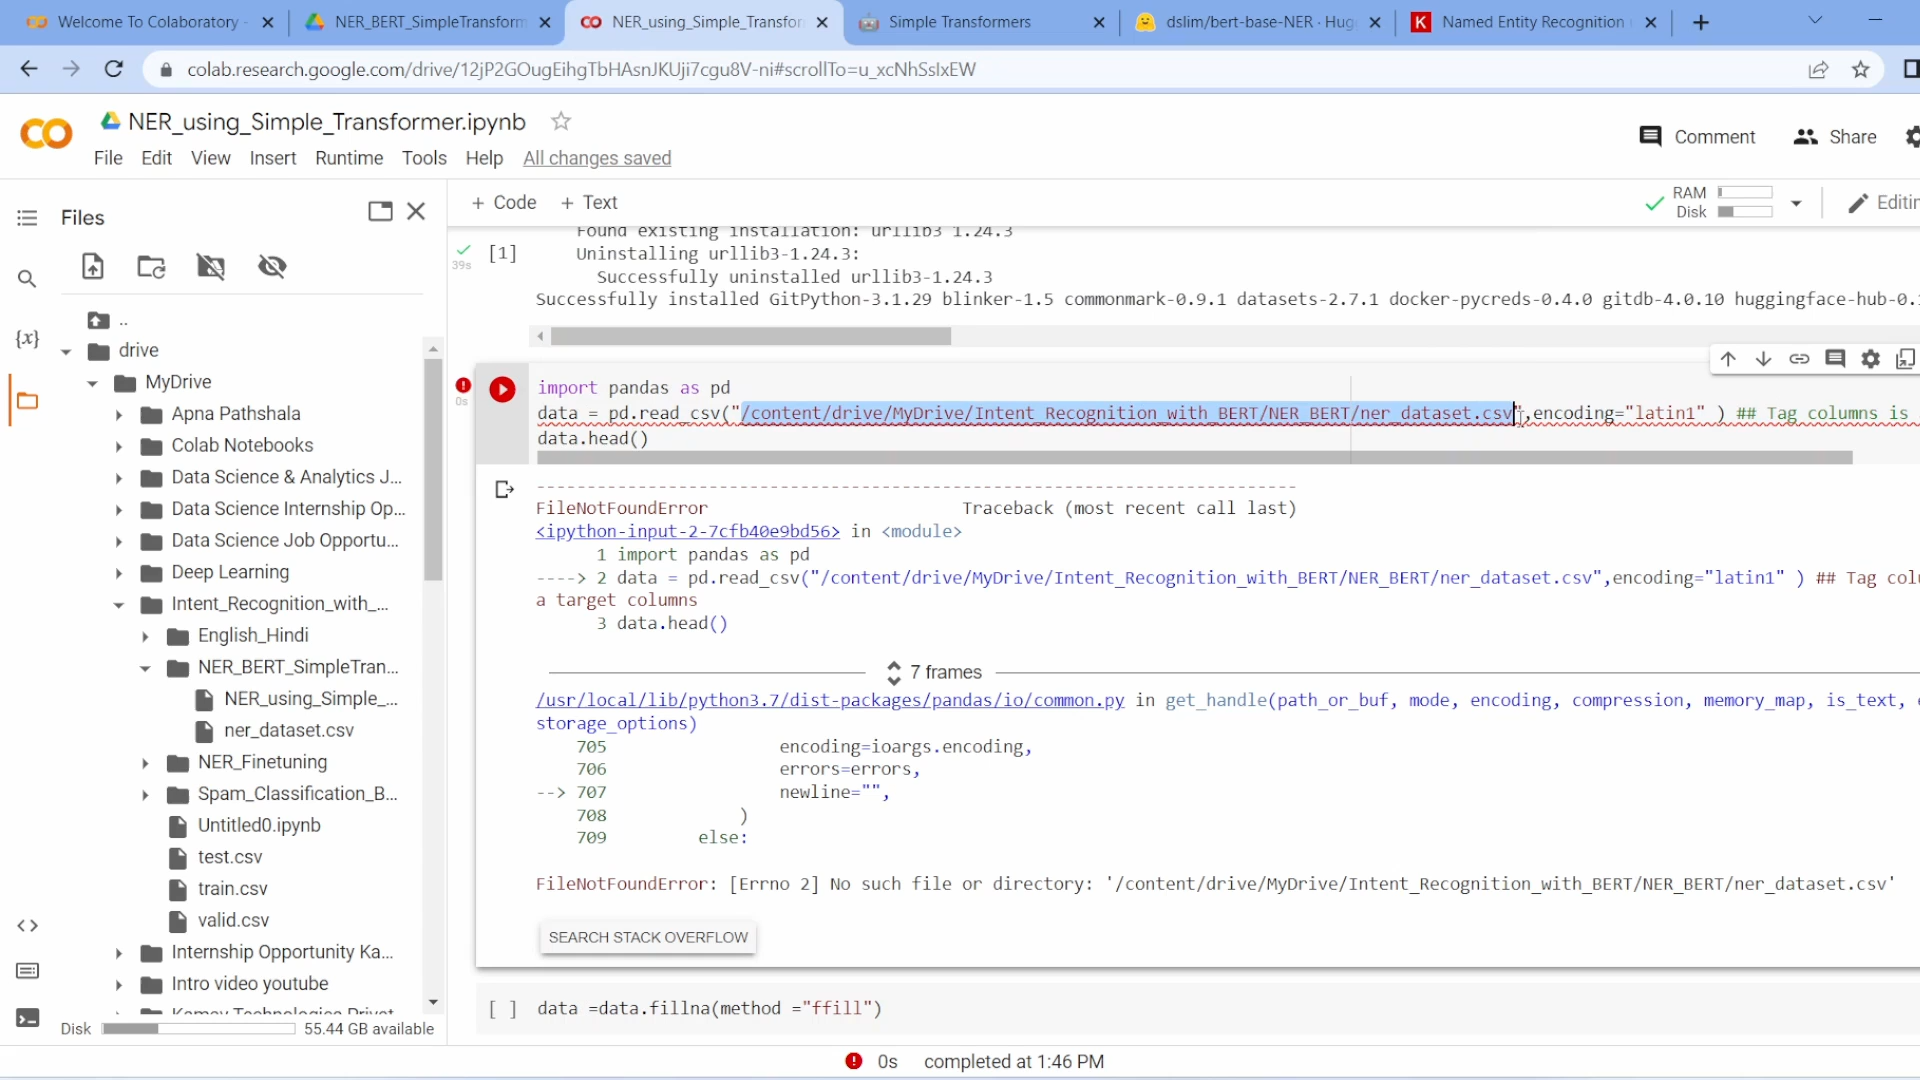 Welcome To Colaboratory
NER_BERT_SimpleTransform
NER_using_Simple_Transfor
Simple Transformers
dslim/bert-base-NER · Hug
K
Named Entity Recognition
colab.research.google.com/drive/12jP2GOugEihgTbHAsnJKUji7cgu8V-ni#scrollTo=u_xcNhSsIxEW
NER_using_Simple_Transformer.ipynb
Comment
Share
File Edit View Insert Runtime Tools Help All changes saved
Files
+ Code + Text
RAM
Disk
Editin
..
drive
MyDrive
Apna Pathshala
Colab Notebooks
Data Science & Analytics J...
Data Science Internship Op...
Data Science Job Opportu...
Deep Learning
Intent_Recognition_with_...
English_Hindi
NER_BERT_SimpleTran...
NER_using_Simple_...
ner_dataset.csv
NER_Finetuning
Spam_Classification_B...
Untitled0.ipynb
test.csv
train.csv
valid.csv
Internship Opportunity Ka...
Intro video youtube
Disk 55.44 GB available
Found existing installation: urllib3 1.24.3
[1] Uninstalling urllib3-1.24.3:
39s
Successfully uninstalled urllib3-1.24.3
Successfully installed GitPython-3.1.29 blinker-1.5 commonmark-0.9.1 datasets-2.7.1 docker-pycreds-0.4.0 gitdb-4.0.10 huggingface-hub-0.
0s
import pandas as pd
data = pd.read_csv("/content/drive/MyDrive/Intent_Recognition_with_BERT/NER_BERT/ner_dataset.csv",encoding="latin1" ) ## Tag columns is
data.head()
---------------------------------------------------------------------------
FileNotFoundError Traceback (most recent call last)
<ipython-input-2-7cfb40e9bd56> in <module>
1 import pandas as pd
----> 2 data = pd.read_csv("/content/drive/MyDrive/Intent_Recognition_with_BERT/NER_BERT/ner_dataset.csv",encoding="latin1" ) ## Tag colu
a target columns
3 data.head()
7 frames
/usr/local/lib/python3.7/dist-packages/pandas/io/common.py in get_handle(path_or_buf, mode, encoding, compression, memory_map, is_text,
storage_options)
705 encoding=ioargs.encoding,
706 errors=errors,
--> 707 newline="",
708 )
709 else:
FileNotFoundError: [Errno 2] No such file or directory: '/content/drive/MyDrive/Intent_Recognition_with_BERT/NER_BERT/ner_dataset.csv'
SEARCH STACK OVERFLOW
[ ] data =data.fillna(method ="ffill")
0s completed at 1:46 PM